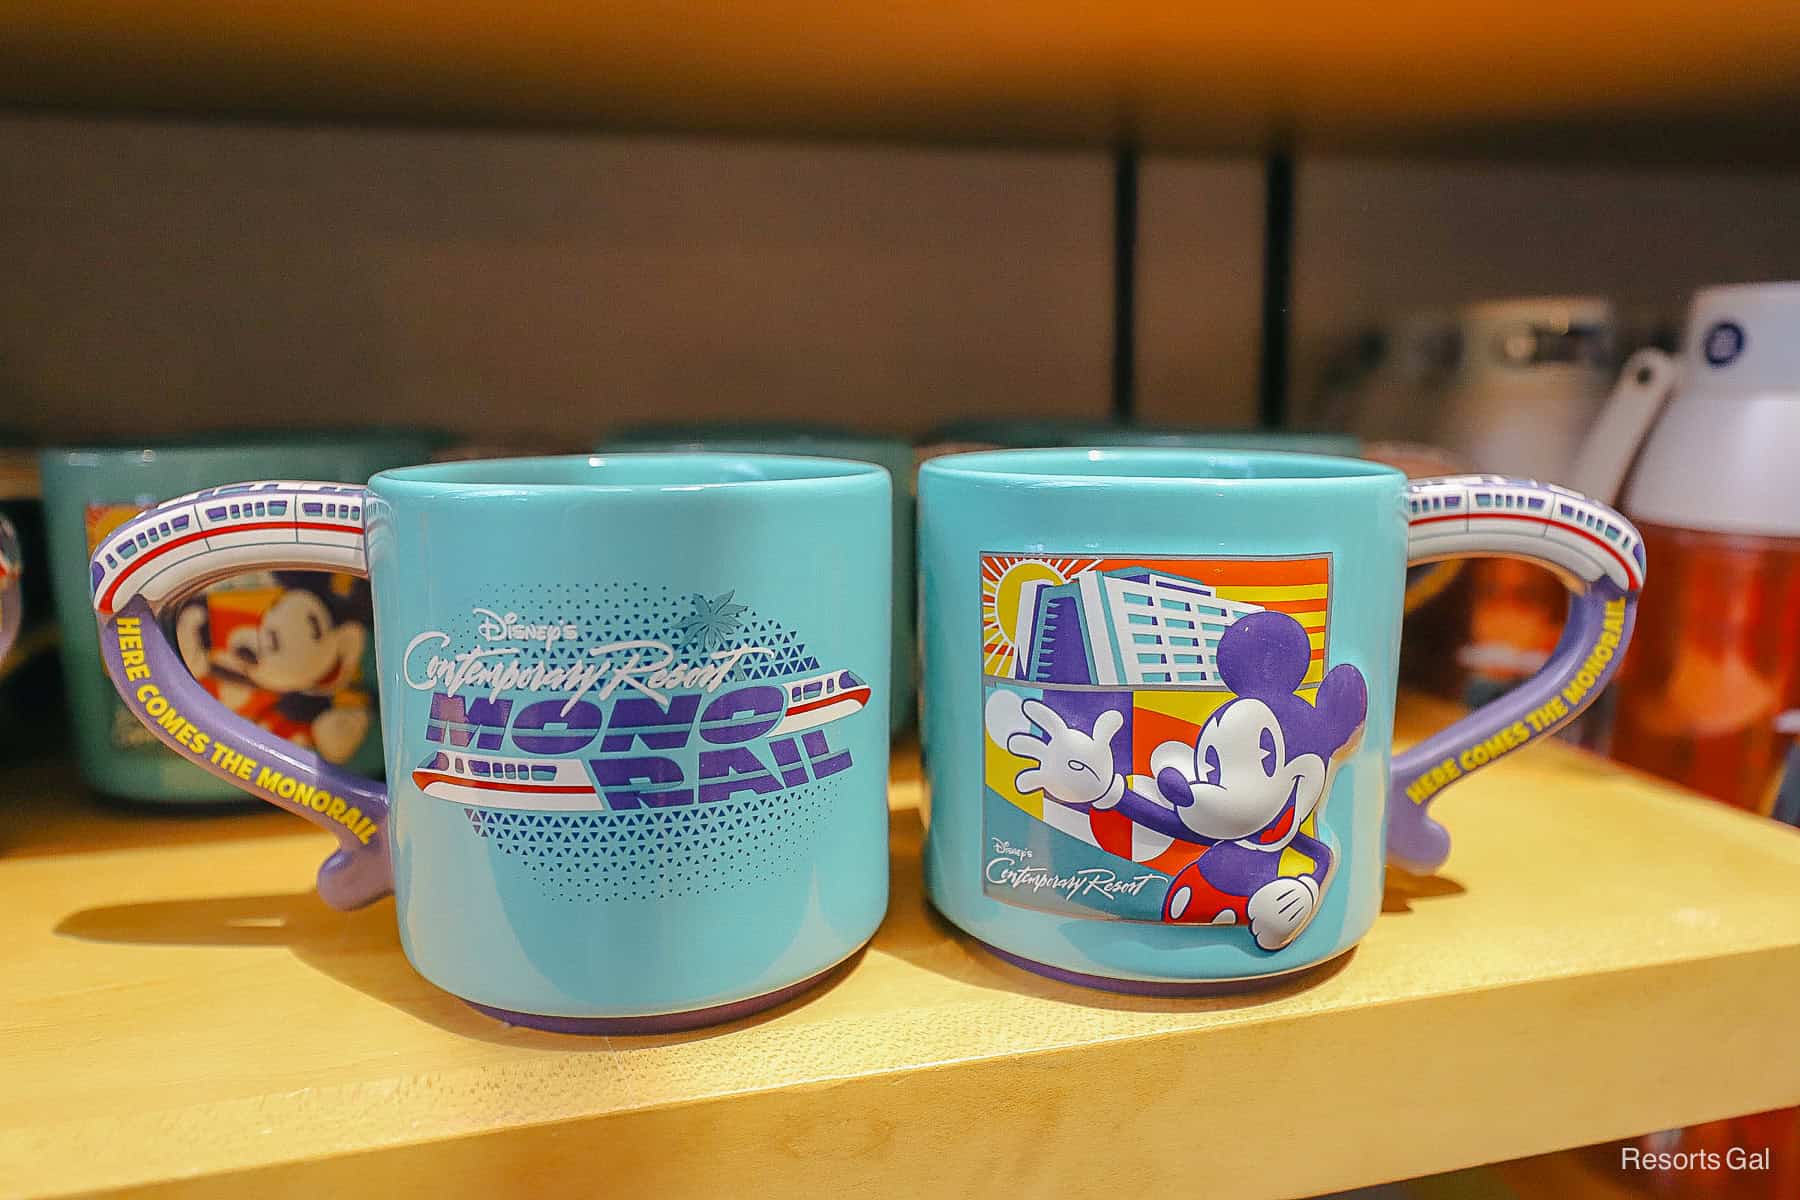 HERE COMES THE MONORAIL
Disney's
Contemporary Resort
MONO
RAIL
Disney's
Contemporary Resort
HERE COMES THE MONORAIL
Resorts Gal